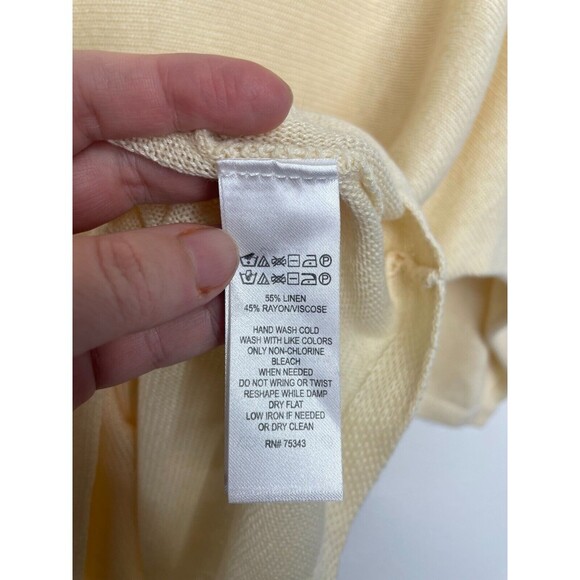 55% LINEN
45% RAYON/VISCOSE
HAND WASH COLD
WASH WITH LIKE COLORS
ONLY NON-CHLORINE
BLEACH
WHEN NEEDED
DO NOT WRING OR TWIST
RESHAPE WHILE DAMP
DRY FLAT
LOW IRON IF NEEDED
OR DRY CLEAN
RN# 75343